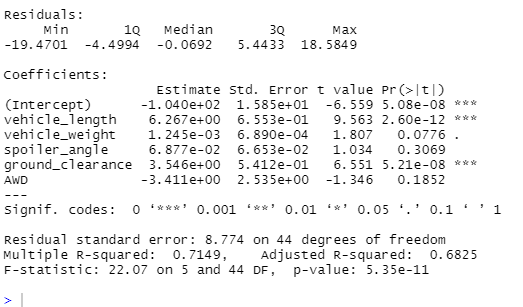 Residuals:
     Min       1Q   Median       3Q      Max
-19.4701  -4.4994  -0.0692   5.4433  18.5849
Coefficients:
                   Estimate Std. Error t value Pr(>|t|)
(Intercept)      -1.040e+02  1.585e+01  -6.559 5.08e-08 ***
vehicle_length    6.267e+00  6.553e-01   9.563 2.60e-12 ***
vehicle_weight    1.245e-03  6.890e-04   1.807   0.0776 .
spoiler_angle     6.877e-02  6.653e-02   1.034   0.3069
ground_clearance  3.546e+00  5.412e-01   6.551 5.21e-08 ***
AWD              -3.411e+00  2.535e+00  -1.346   0.1852
---
Signif. codes:  0 ‘***’ 0.001 ‘**’ 0.01 ‘*’ 0.05 ‘.’ 0.1 ‘ ’ 1
Residual standard error: 8.774 on 44 degrees of freedom
Multiple R-squared:  0.7149,    Adjusted R-squared:  0.6825
F-statistic: 22.07 on 5 and 44 DF,  p-value: 5.35e-11
>